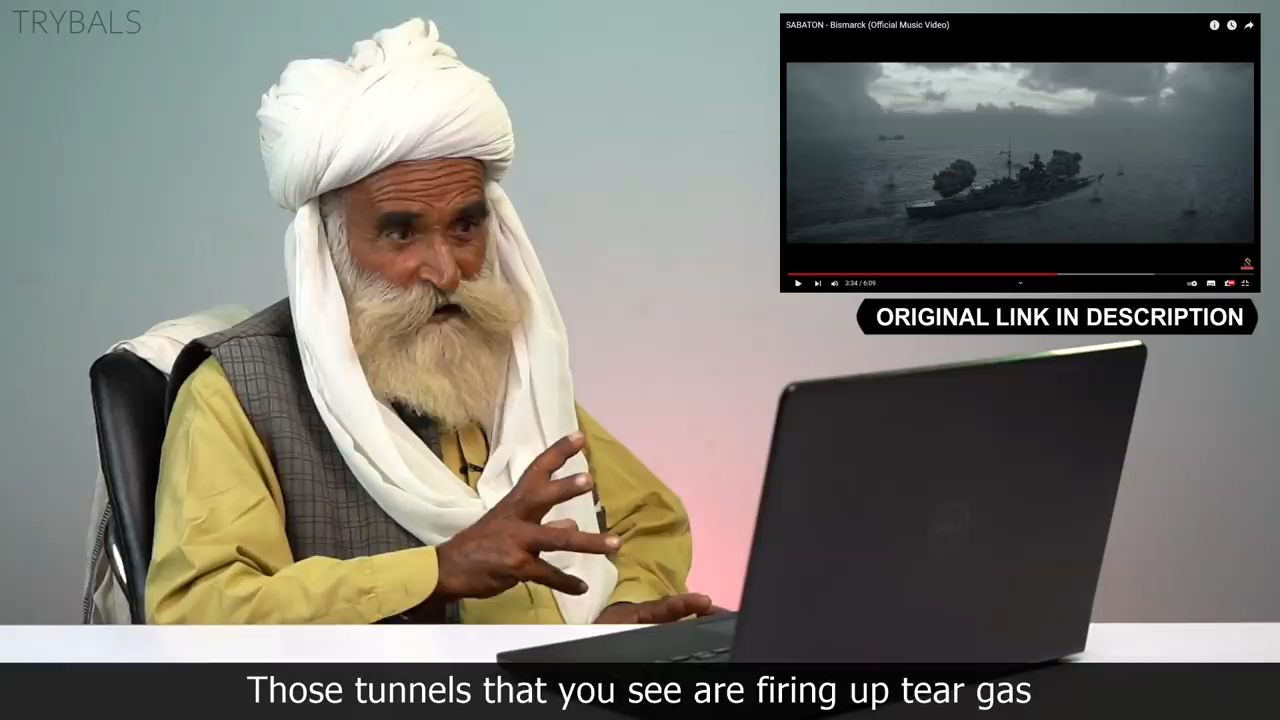 TRYBALS
SABATON - Bismarck (Official Music Video)
3:34 / 6:09
ORIGINAL LINK IN DESCRIPTION
DELL
Those tunnels that you see are firing up tear gas